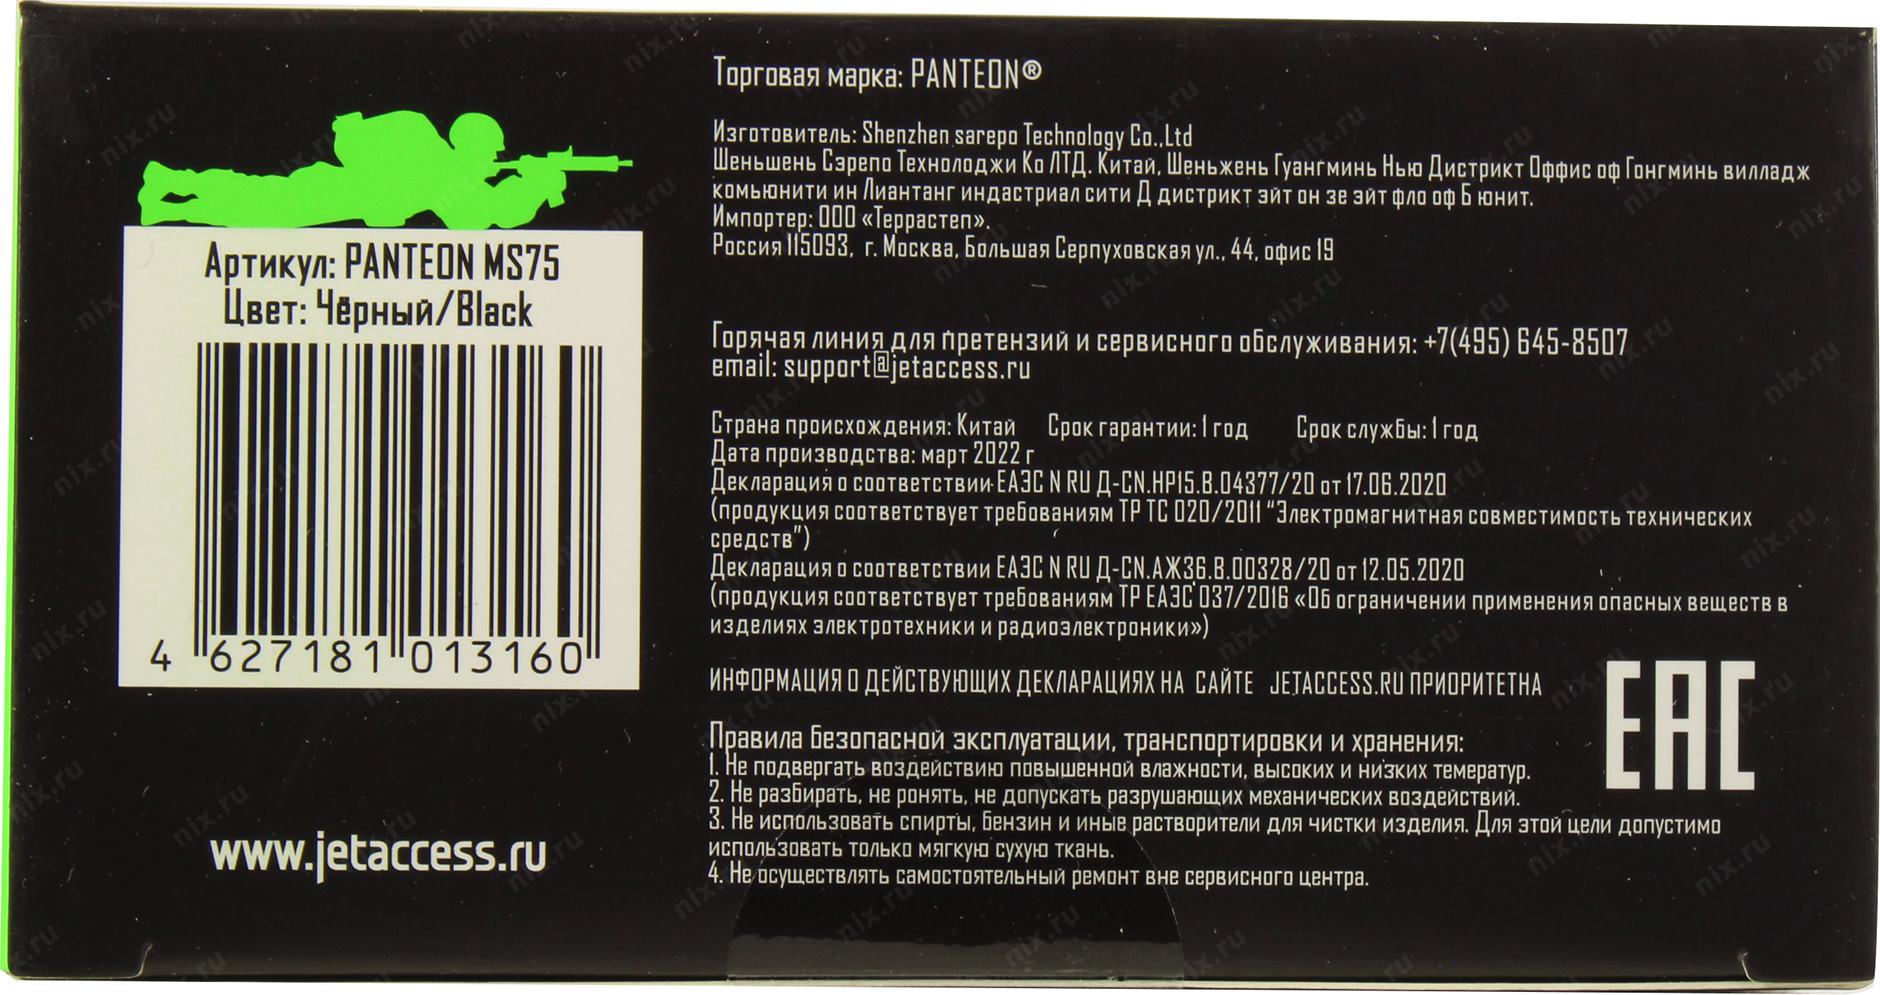 Торговая марка: PANTEON®
Изготовитель: Shenzhen sarepo Technology Co.,Ltd
Шеньшень Сэрепо Технолоджи Ко ЛТД. Китай, Шеньжень Гуангминь Нью Дистрикт Оффис оф Гонгминь вилладж
комьюнити ин Лиантанг индастриал сити Д дистрикт эйт он зе эйт фло оф Б юнит.
Импортер: ООО «Террастеп».
Россия 115093, г. Москва, Большая Серпуховская ул., 44, офис 19
Горячая линия для претензий и сервисного обслуживания: +7(495) 645-8507
email: support@jetaccess.ru
Страна происхождения: Китай Срок гарантии: 1 год Срок службы: 1 год
Дата производства: март 2022 г
Декларация о соответствии ЕАЭС N RU Д-CN.НР15.В.04377/20 от 17.06.2020
(продукция соответствует требованиям ТР ТС 020/2011 “Электромагнитная совместимость технических
средств”)
Декларация о соответствии ЕАЭС N RU Д-CN.АЖ36.В.00328/20 от 12.05.2020
(продукция соответствует требованиям ТР ЕАЭС 037/2016 «Об ограничении применения опасных веществ в
изделиях электротехники и радиоэлектроники»)
ИНФОРМАЦИЯ О ДЕЙСТВУЮЩИХ ДЕКЛАРАЦИЯХ НА САЙТЕ JETACCESS.RU ПРИОРИТЕТНА
EAC
Правила безопасной эксплуатации, транспортировки и хранения:
1. Не подвергать воздействию повышенной влажности, высоких и низких темератур.
2. Не разбирать, не ронять, не допускать разрушающих механических воздействий.
3. Не использовать спирты, бензин и иные растворители для чистки изделия. Для этой цели допустимо
использовать только мягкую сухую ткань.
4. Не осуществлять самостоятельный ремонт вне сервисного центра.
Артикул: PANTEON MS75
Цвет: Чёрный/Black
4 627181 013160
www.jetaccess.ru
nix.ru